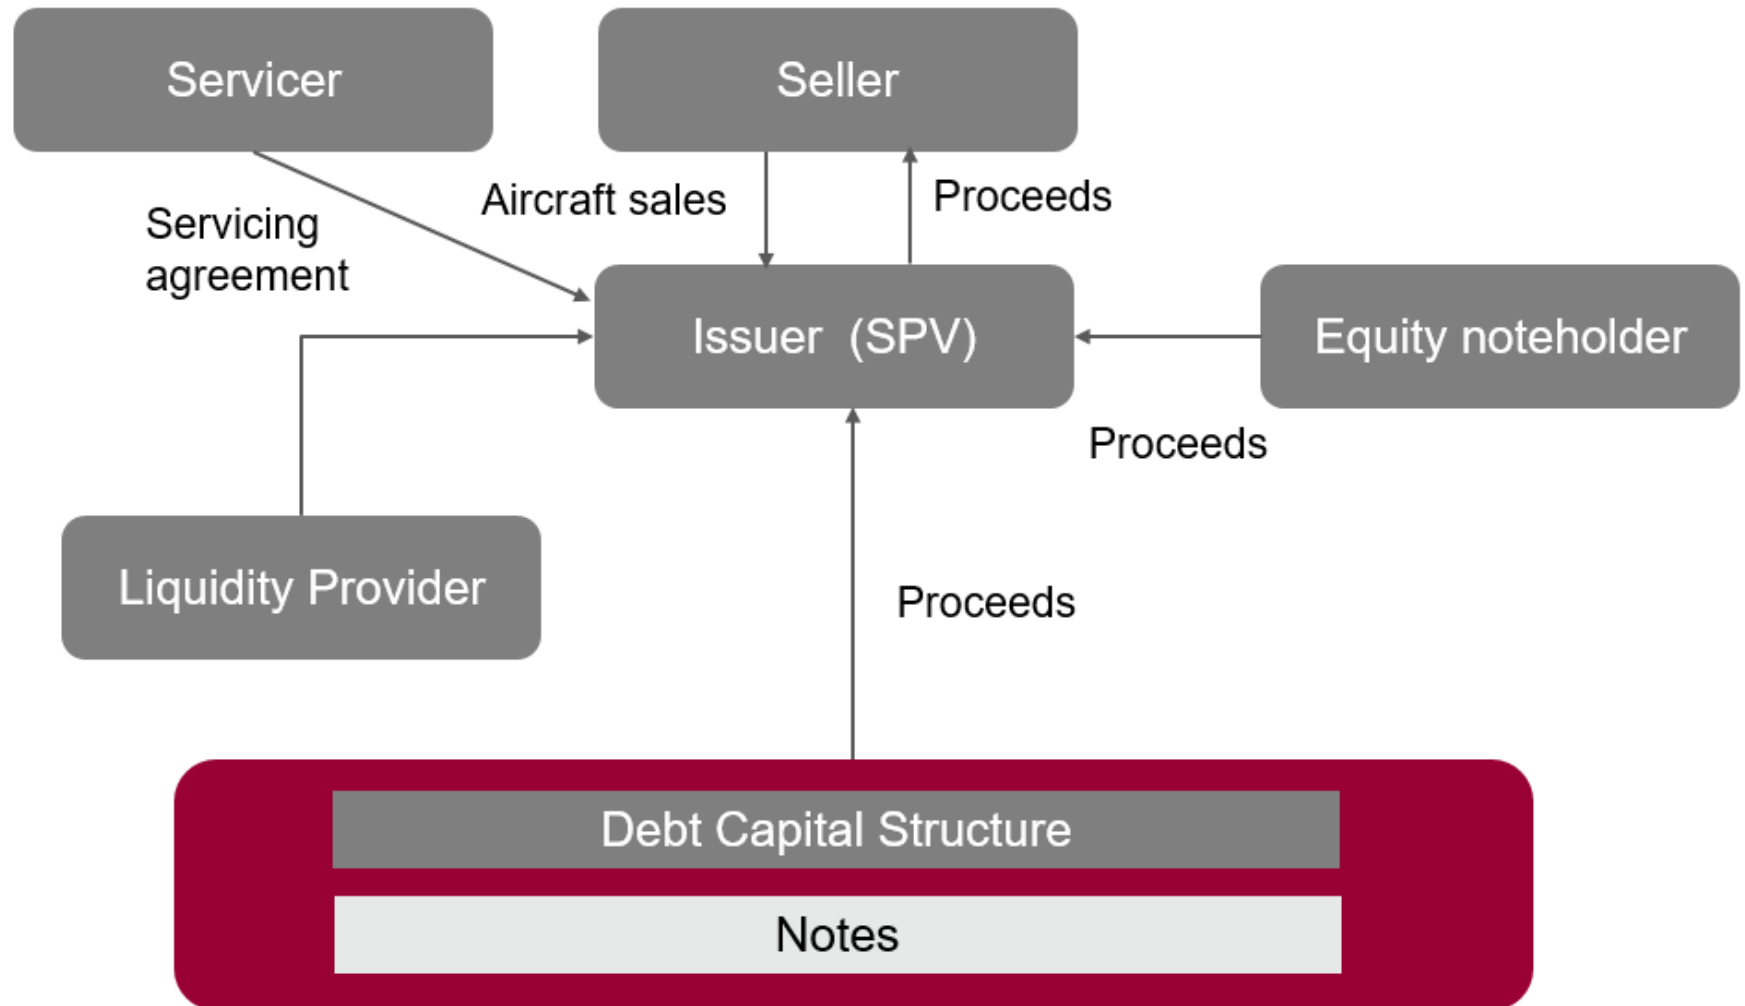 Servicer
Seller
Aircraft sales
Proceeds
Servicing
agreement
Issuer (SPV)
Equity noteholder
Proceeds
Liquidity Provider
Proceeds
Debt Capital Structure
Notes